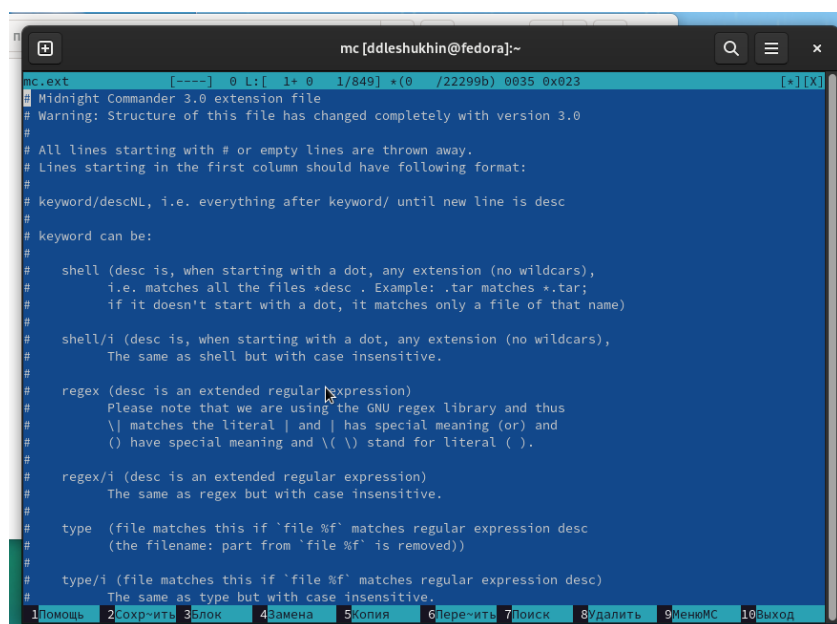 п
mc [ddleshukhin@fedora]:~
mc.ext [----] 0 L:[ 1+ 0 1/849] *(0 /22299b) 0035 0x023 [*][X]
# Midnight Commander 3.0 extension file
# Warning: Structure of this file has changed completely with version 3.0
#
# All lines starting with # or empty lines are thrown away.
# Lines starting in the first column should have following format:
#
# keyword/descNL, i.e. everything after keyword/ until new line is desc
#
# keyword can be:
#
# shell (desc is, when starting with a dot, any extension (no wildcars),
# i.e. matches all the files *desc . Example: .tar matches *.tar;
# if it doesn't start with a dot, it matches only a file of that name)
#
# shell/i (desc is, when starting with a dot, any extension (no wildcars),
# The same as shell but with case insensitive.
#
# regex (desc is an extended regular expression)
# Please note that we are using the GNU regex library and thus
# \| matches the literal | and | has special meaning (or) and
# () have special meaning and \( \) stand for literal ( ).
#
# regex/i (desc is an extended regular expression)
# The same as regex but with case insensitive.
#
# type (file matches this if `file %f` matches regular expression desc
# (the filename: part from `file %f` is removed))
#
# type/i (file matches this if `file %f` matches regular expression desc)
# The same as type but with case insensitive.
1Помощь 2Сохр~ить 3Блок 4Замена 5Копия 6Пере~ить 7Поиск 8Удалить 9МенюMC 10Выход